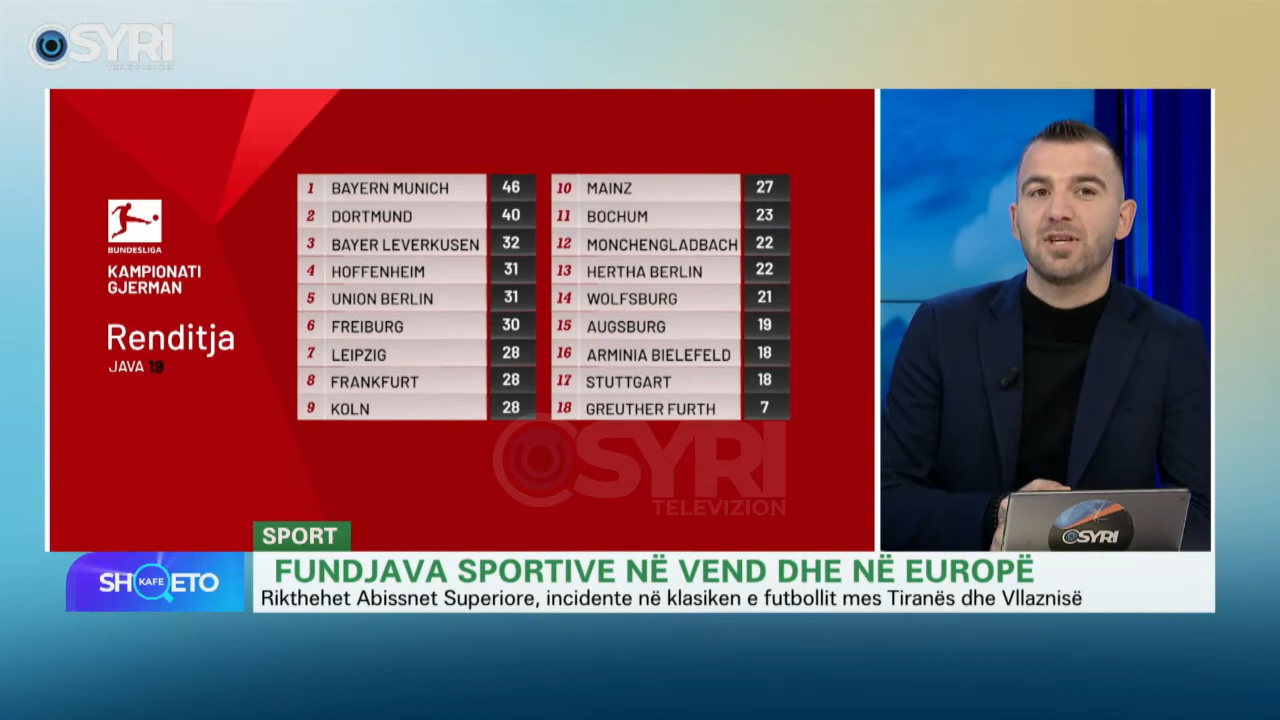 SYRI
TELEVIZION
BUNDESLIGA
KAMPIONATI
GJERMAN
Renditja
JAVA 19
1 BAYERN MUNICH 46
2 DORTMUND 40
3 BAYER LEVERKUSEN 32
4 HOFFENHEIM 31
5 UNION BERLIN 31
6 FREIBURG 30
7 LEIPZIG 28
8 FRANKFURT 28
9 KOLN 28
10 MAINZ 27
11 BOCHUM 23
12 MONCHENGLADBACH 22
13 HERTHA BERLIN 22
14 WOLFSBURG 21
15 AUGSBURG 19
16 ARMINIA BIELEFELD 18
17 STUTTGART 18
18 GREUTHER FURTH 7
SYRI
TELEVIZION
SYRI
SPORT
SHQETO
KAFE
FUNDJAVA SPORTIVE NË VEND DHE NË EUROPË
Rikthehet Abissnet Superiore, incidente në klasiken e futbollit mes Tiranës dhe Vllaznisë